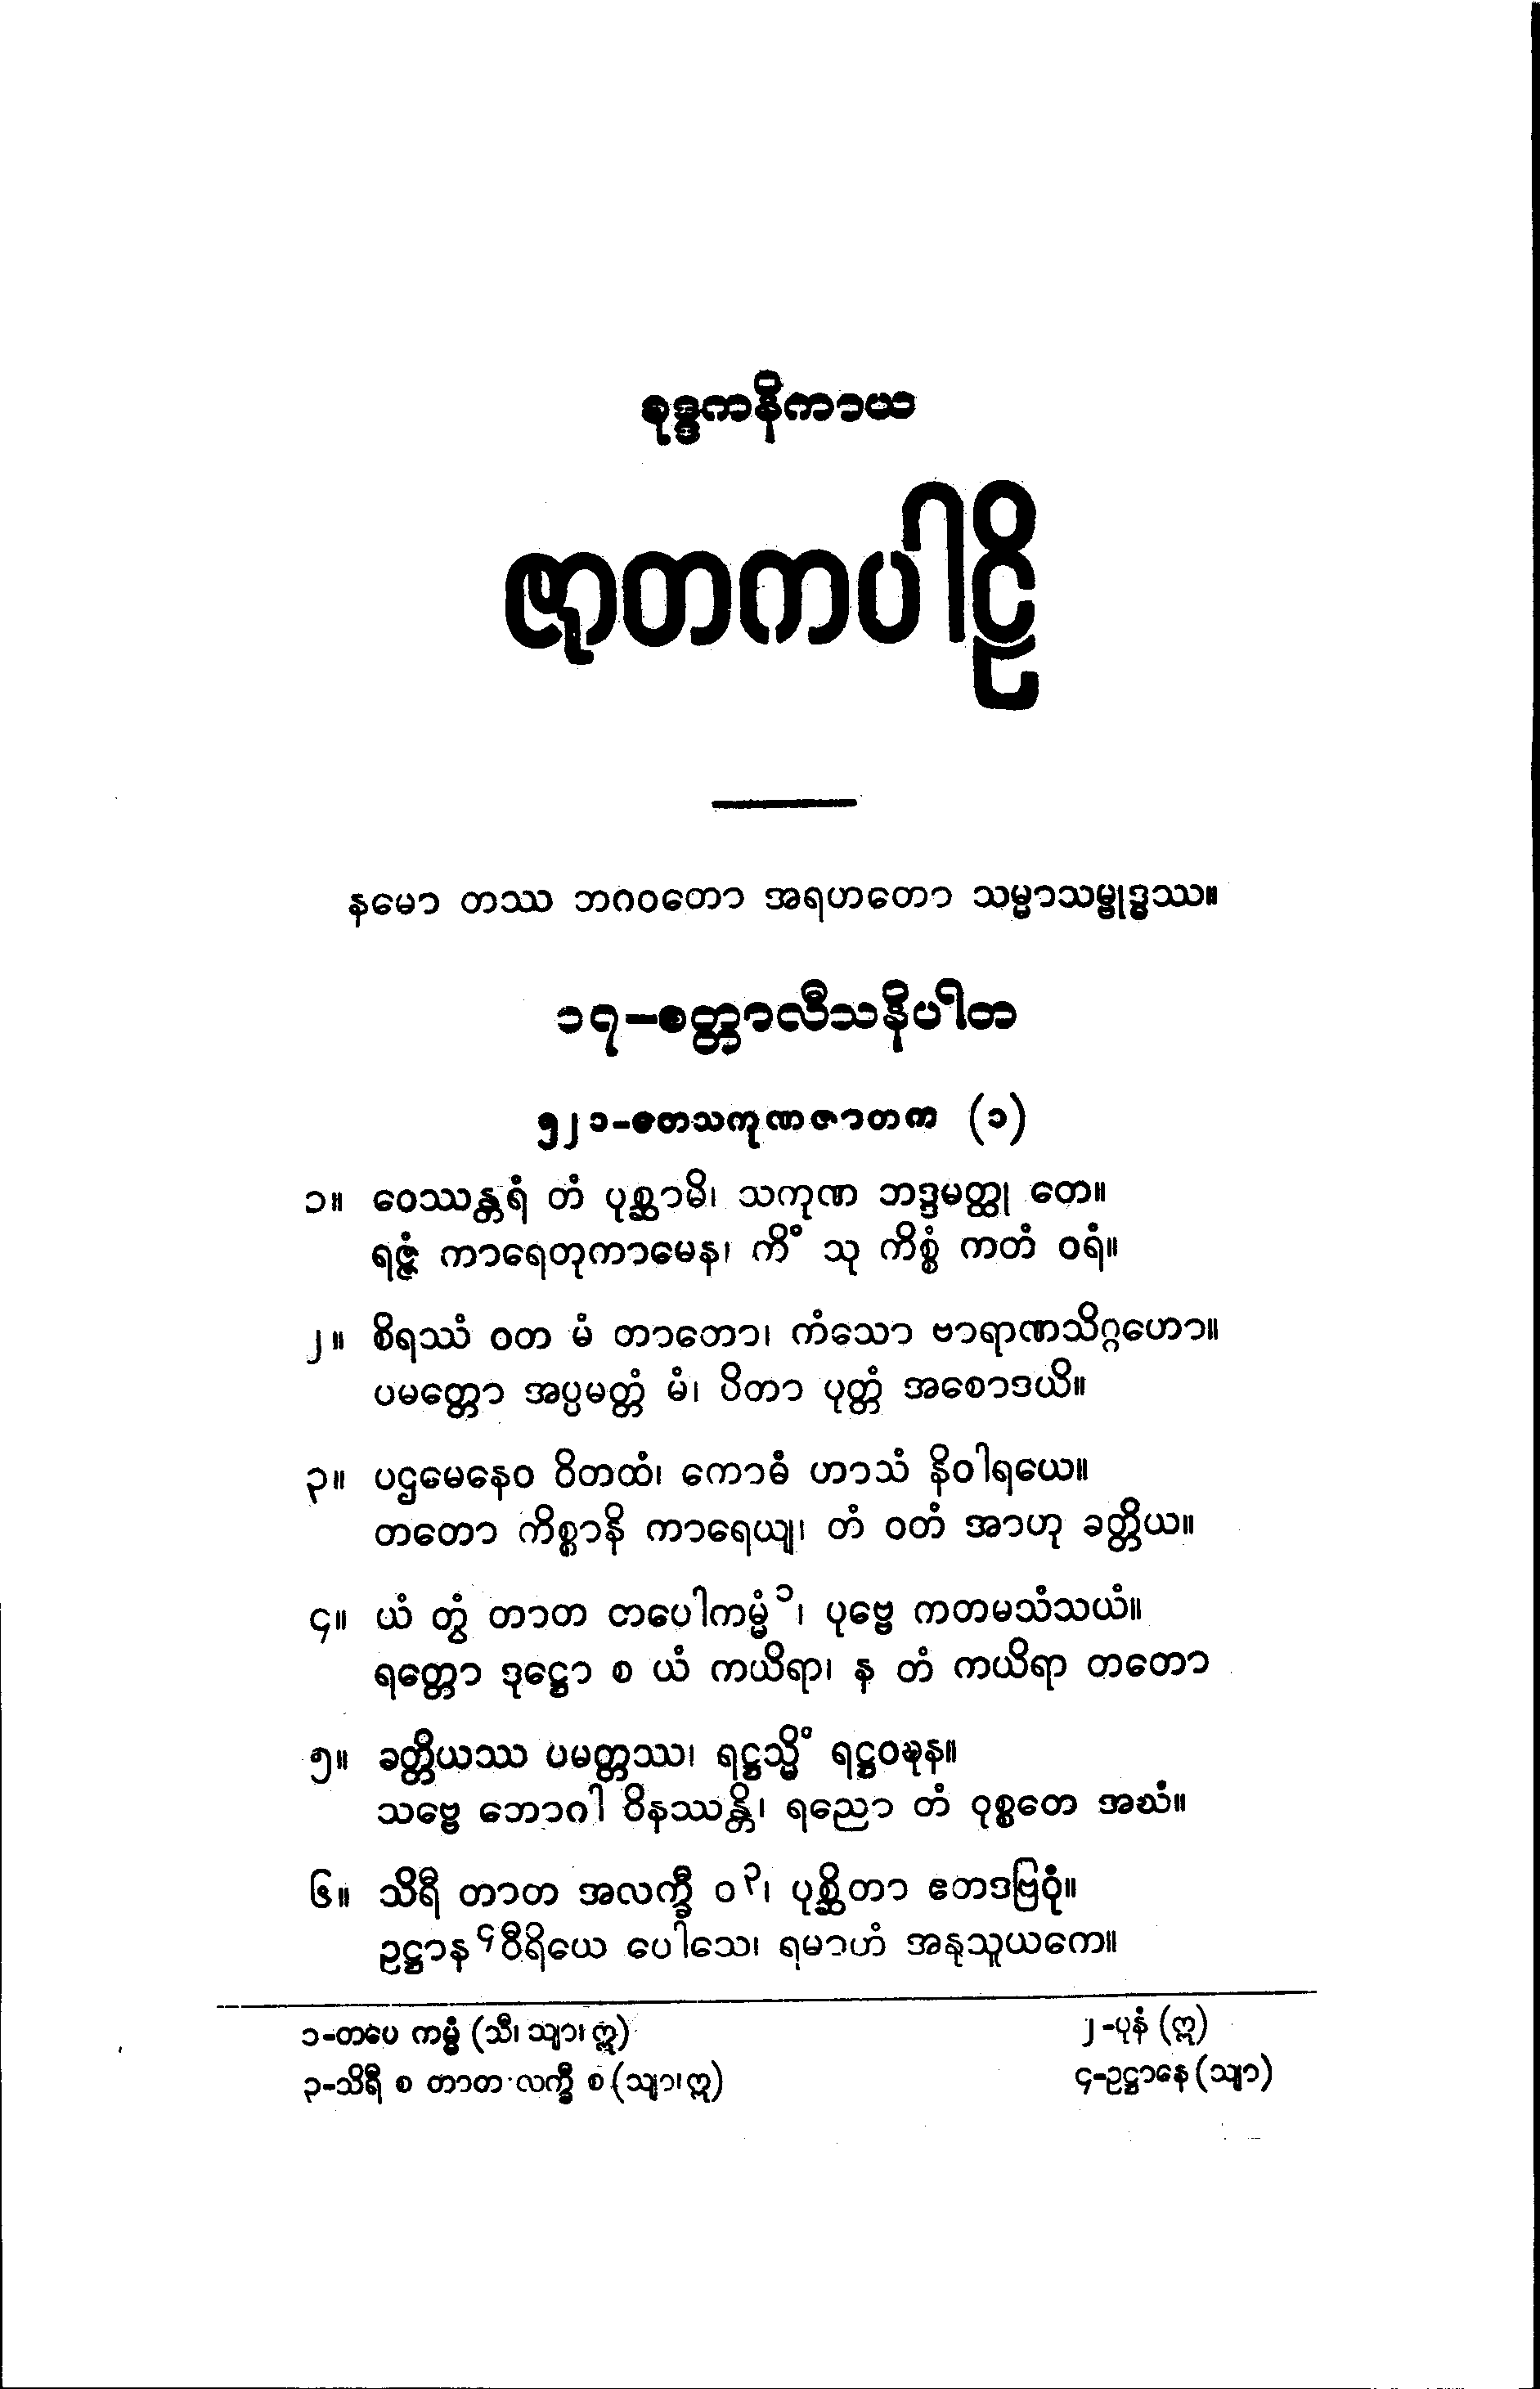 ခုဒ္ဒကနိကာယ
ဇာတကပါဠိ
နမော တဿ ဘဂဝတော အရဟတော သမ္မာသမ္ဗုဒ္ဓဿ။
၁၇-စတ္တာလီသနိပါတ
၅၂၁-တေသကုဏဇာတက (၁)
၁။ ဝေဿန္တရံ တံ ပုစ္ဆာမိ၊ သကုဏ ဘဒ္ဒမတ္ထု တေ။
ရဇ္ဇံ ကာရေတုကာမေန၊ ကိံ သု ကိစ္စံ ကတံ ဝရံ။
၂။ စိရဿံ ဝတ မံ တာတော၊ ကံသော ဗာရာဏသိဂ္ဂဟော။
ပမတ္တော အပ္ပမတ္တံ မံ၊ ပိတာ ပုတ္တံ အစောဒယိ။
၃။ ပဌမေနေဝ ဝိတထံ၊ ကောဓံ ဟာသံ နိဝါရယေ။
တတော ကိစ္စာနိ ကာရေယျ၊ တံ ဝတံ အာဟု ခတ္တိယ။
၄။ ယံ တွံ တာတ တပေါကမ္မံ ၁၊ ပုဗ္ဗေ ကတမသံသယံ။
ရတ္တော ဒုဋ္ဌော စ ယံ ကယိရာ၊ န တံ ကယိရာ တတော
၅။ ခတ္တိယဿ ပမတ္တဿ၊ ရဋ္ဌသ္မိံ ရဋ္ဌဝဍ္ဎန။
သဗ္ဗေ ဘောဂါ ဝိနဿန္တိ၊ ရညော တံ ဝုစ္စတေ အဃံ။
၆။ သိရီ တာတ အလက္ခီ ဝ ၃၊ ပုစ္ဆိတာ ဧတဒဗြဝုံ။
ဥဋ္ဌာန ၄ ဝီရိယေ ပေါသေ၊ ရမာဟံ အနုသူယကေ။
၁-တပေ ကမ္မံ (သီ၊ သျာ၊ ဣ) ၂-ပုနံ (ဣ)
၃-သိရီ စ တာတ လက္ခီ စ (သျာ၊ ဣ) ၄-ဥဋ္ဌာနေ (သျာ)